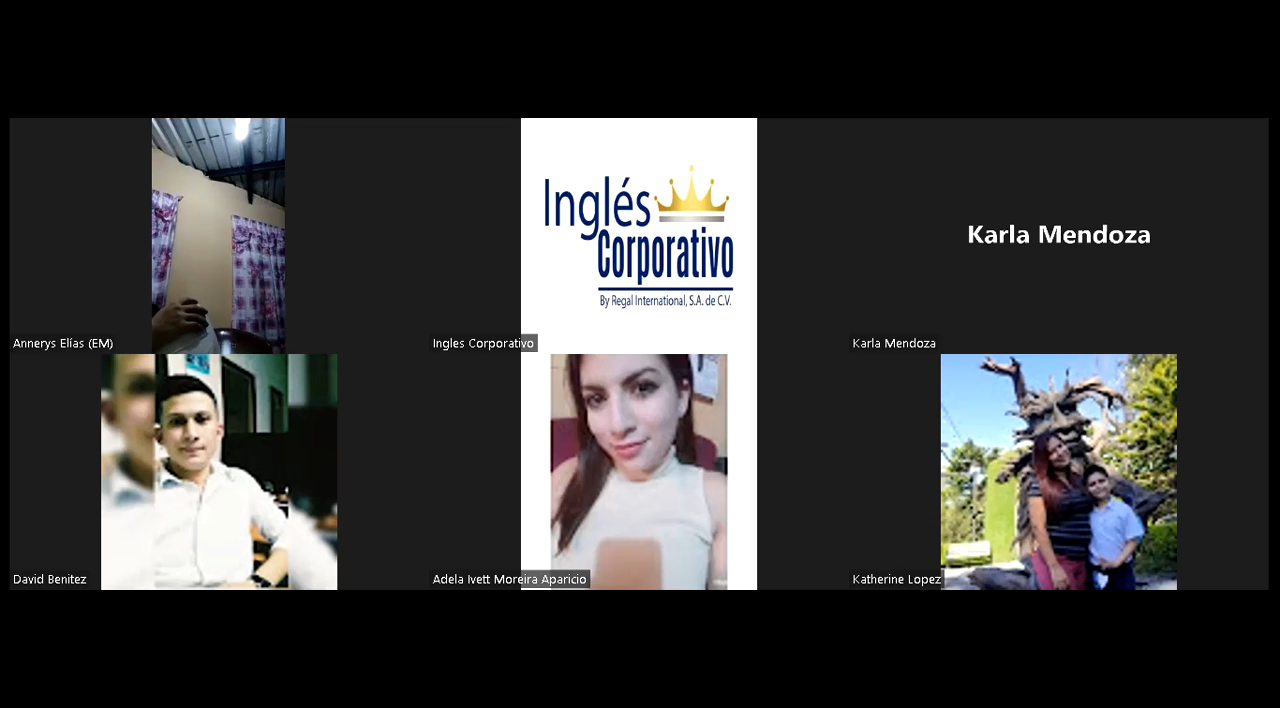 Inglés
Corporativo
By Regal International, S.A. de C.V.
Karla Mendoza
Annerys Elías (EM)
Ingles Corporativo
Karla Mendoza
David Benitez
Adela Ivett Moreira Aparicio
Katherine Lopez